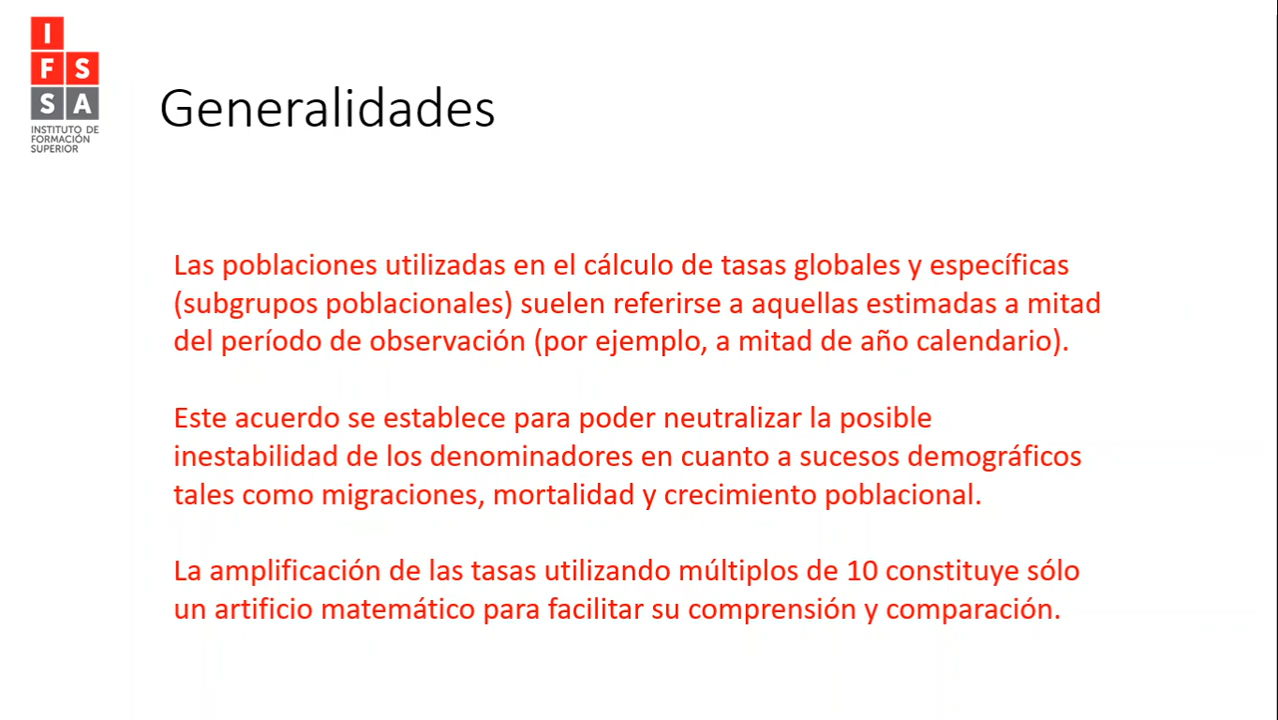 I
F S
S A
INSTITUTO DE
FORMACIÓN
SUPERIOR
Generalidades
Las poblaciones utilizadas en el cálculo de tasas globales y específicas
(subgrupos poblacionales) suelen referirse a aquellas estimadas a mitad
del período de observación (por ejemplo, a mitad de año calendario).
Este acuerdo se establece para poder neutralizar la posible
inestabilidad de los denominadores en cuanto a sucesos demográficos
tales como migraciones, mortalidad y crecimiento poblacional.
La amplificación de las tasas utilizando múltiplos de 10 constituye sólo
un artificio matemático para facilitar su comprensión y comparación.